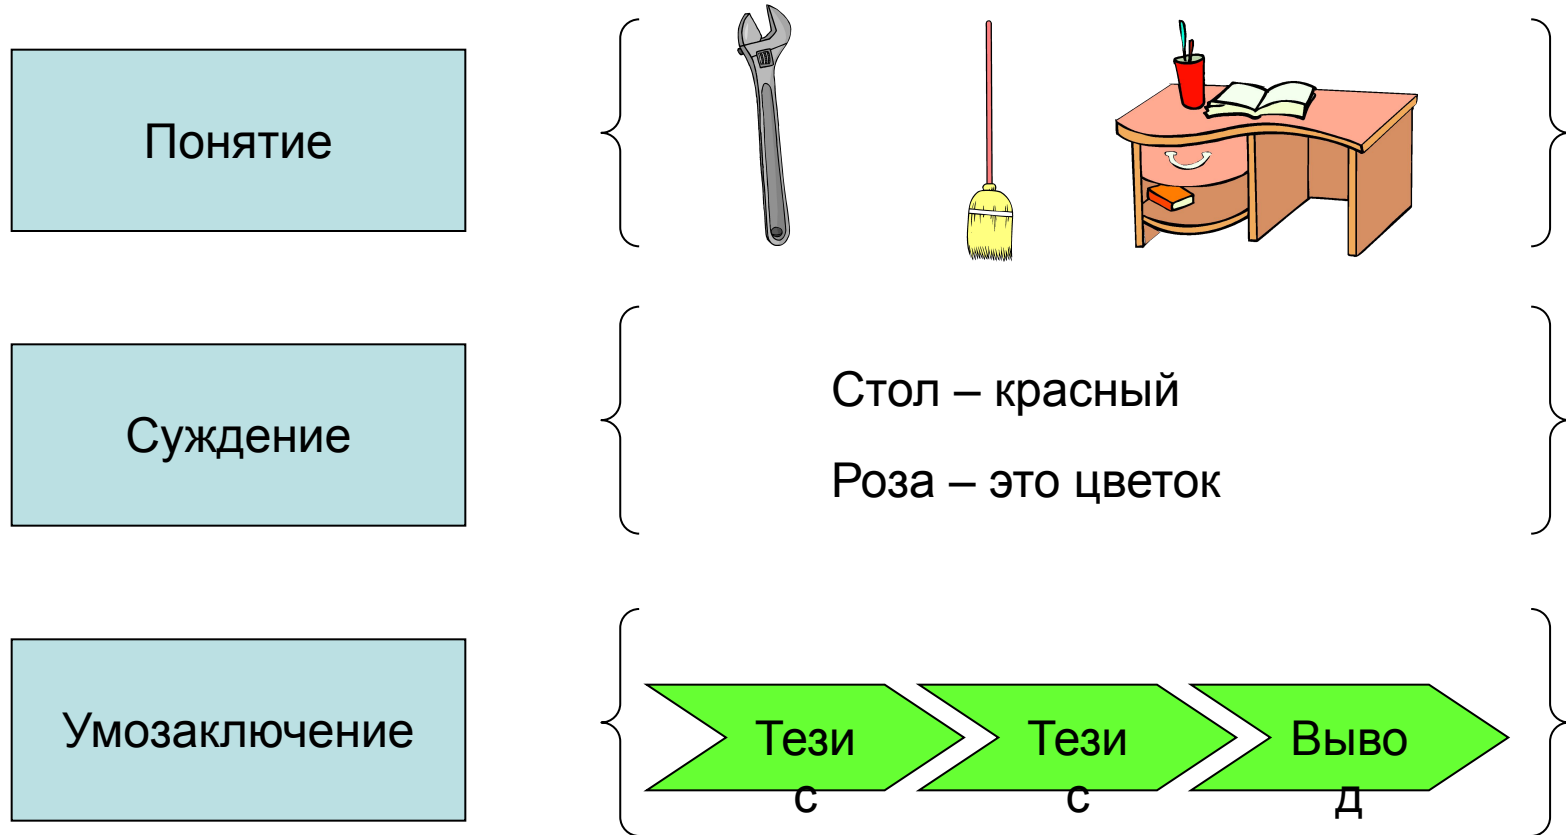 Понятие
Суждение
Стол – красный
Роза – это цветок
Умозаключение
Тези
с
Тези
с
Выво
д